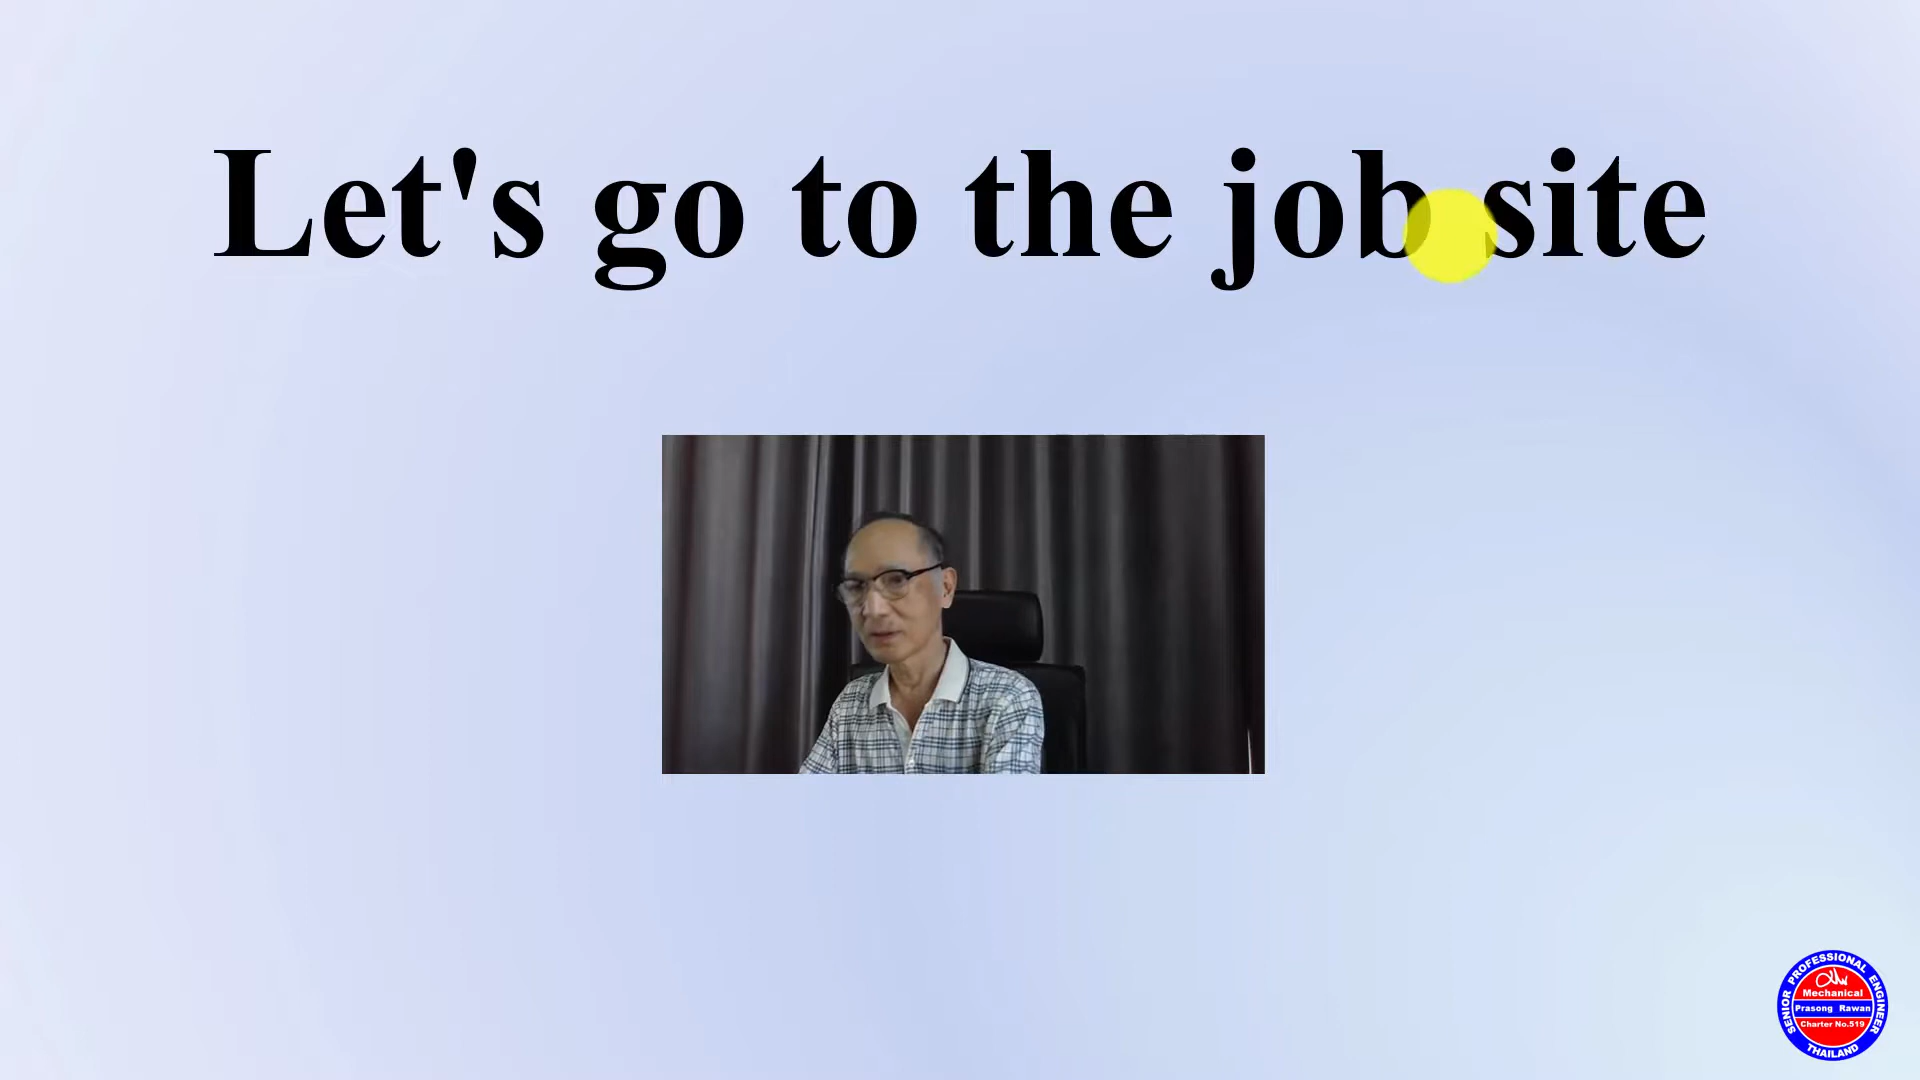 Let's go to the job site
SENIOR PROFESSIONAL ENGINEER
Mechanical
Prasong Rawan
Charter No.519
THAILAND